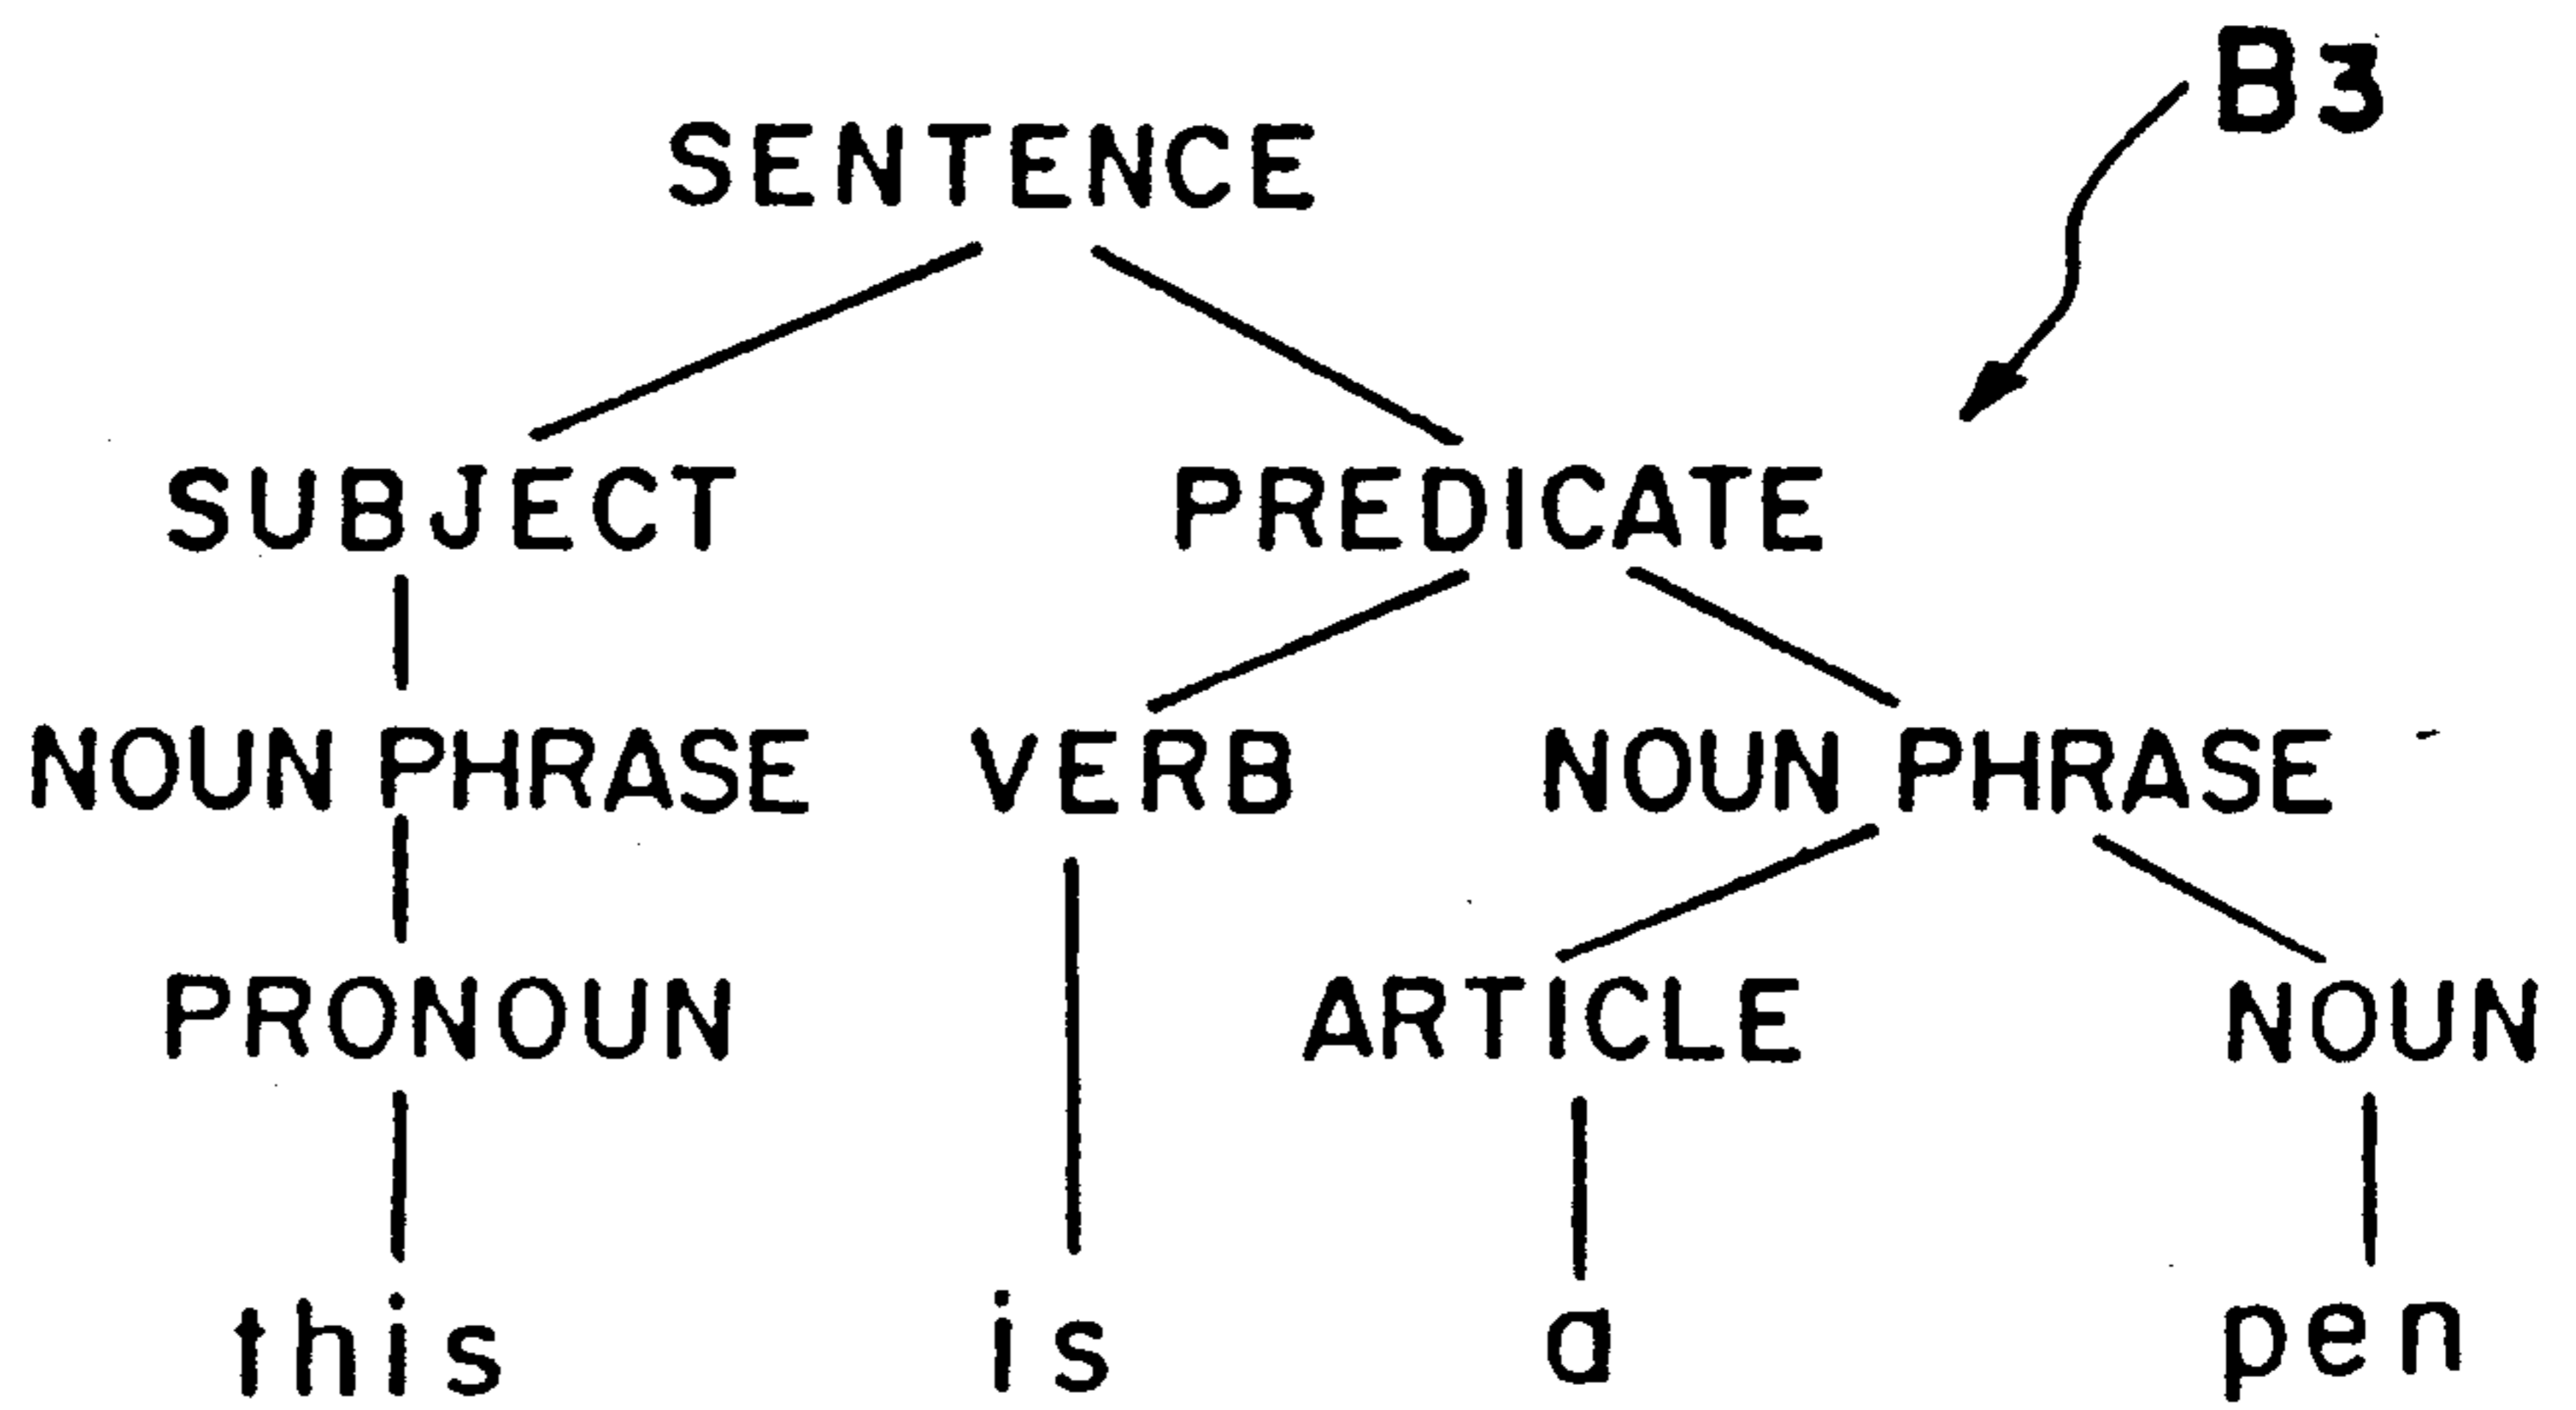 B3
SENTENCE
SUBJECT PREDICATE
NOUN PHRASE VERB NOUN PHRASE
PRONOUN ARTICLE NOUN
this is a pen